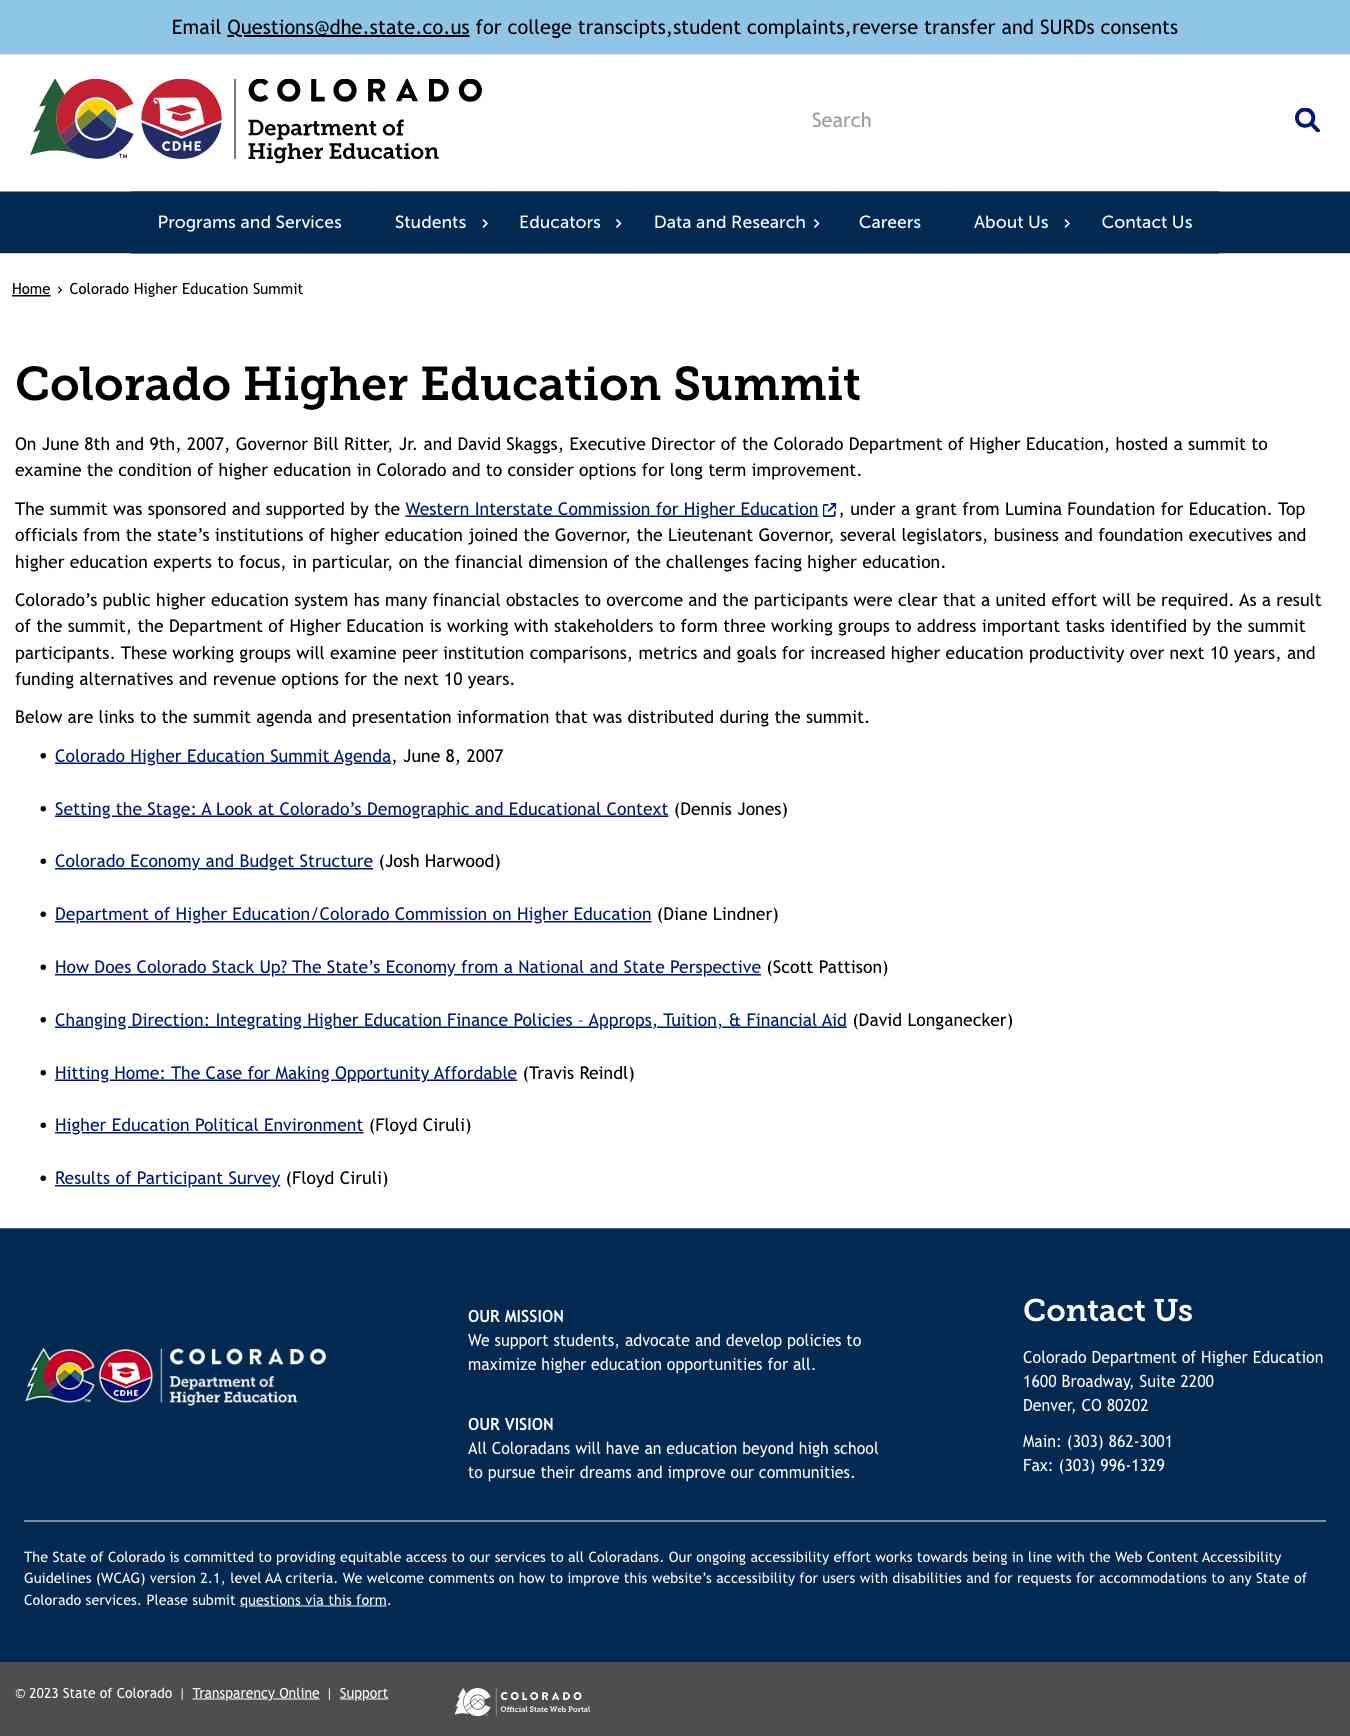 Email Questions@dhe.state.co.us for college transcipts,student complaints,reverse transfer and SURDs consents
COLORADO
Department of
Higher Education
CDHE
TM
Search
Programs and Services Students Educators Data and Research Careers About Us Contact Us
Home › Colorado Higher Education Summit
Colorado Higher Education Summit
On June 8th and 9th, 2007, Governor Bill Ritter, Jr. and David Skaggs, Executive Director of the Colorado Department of Higher Education, hosted a summit to
examine the condition of higher education in Colorado and to consider options for long term improvement.
The summit was sponsored and supported by the Western Interstate Commission for Higher Education , under a grant from Lumina Foundation for Education. Top
officials from the state’s institutions of higher education joined the Governor, the Lieutenant Governor, several legislators, business and foundation executives and
higher education experts to focus, in particular, on the financial dimension of the challenges facing higher education.
Colorado’s public higher education system has many financial obstacles to overcome and the participants were clear that a united effort will be required. As a result
of the summit, the Department of Higher Education is working with stakeholders to form three working groups to address important tasks identified by the summit
participants. These working groups will examine peer institution comparisons, metrics and goals for increased higher education productivity over next 10 years, and
funding alternatives and revenue options for the next 10 years.
Below are links to the summit agenda and presentation information that was distributed during the summit.
• Colorado Higher Education Summit Agenda, June 8, 2007
• Setting the Stage: A Look at Colorado’s Demographic and Educational Context (Dennis Jones)
• Colorado Economy and Budget Structure (Josh Harwood)
• Department of Higher Education/Colorado Commission on Higher Education (Diane Lindner)
• How Does Colorado Stack Up? The State’s Economy from a National and State Perspective (Scott Pattison)
• Changing Direction: Integrating Higher Education Finance Policies – Approps, Tuition, & Financial Aid (David Longanecker)
• Hitting Home: The Case for Making Opportunity Affordable (Travis Reindl)
• Higher Education Political Environment (Floyd Ciruli)
• Results of Participant Survey (Floyd Ciruli)
COLORADO
Department of
Higher Education
CDHE
TM
OUR MISSION
We support students, advocate and develop policies to
maximize higher education opportunities for all.
OUR VISION
All Coloradans will have an education beyond high school
to pursue their dreams and improve our communities.
Contact Us
Colorado Department of Higher Education
1600 Broadway, Suite 2200
Denver, CO 80202
Main: (303) 862-3001
Fax: (303) 996-1329
The State of Colorado is committed to providing equitable access to our services to all Coloradans. Our ongoing accessibility effort works towards being in line with the Web Content Accessibility
Guidelines (WCAG) version 2.1, level AA criteria. We welcome comments on how to improve this website’s accessibility for users with disabilities and for requests for accommodations to any State of
Colorado services. Please submit questions via this form.
© 2023 State of Colorado | Transparency Online | Support
COLORADO
Official State Web Portal